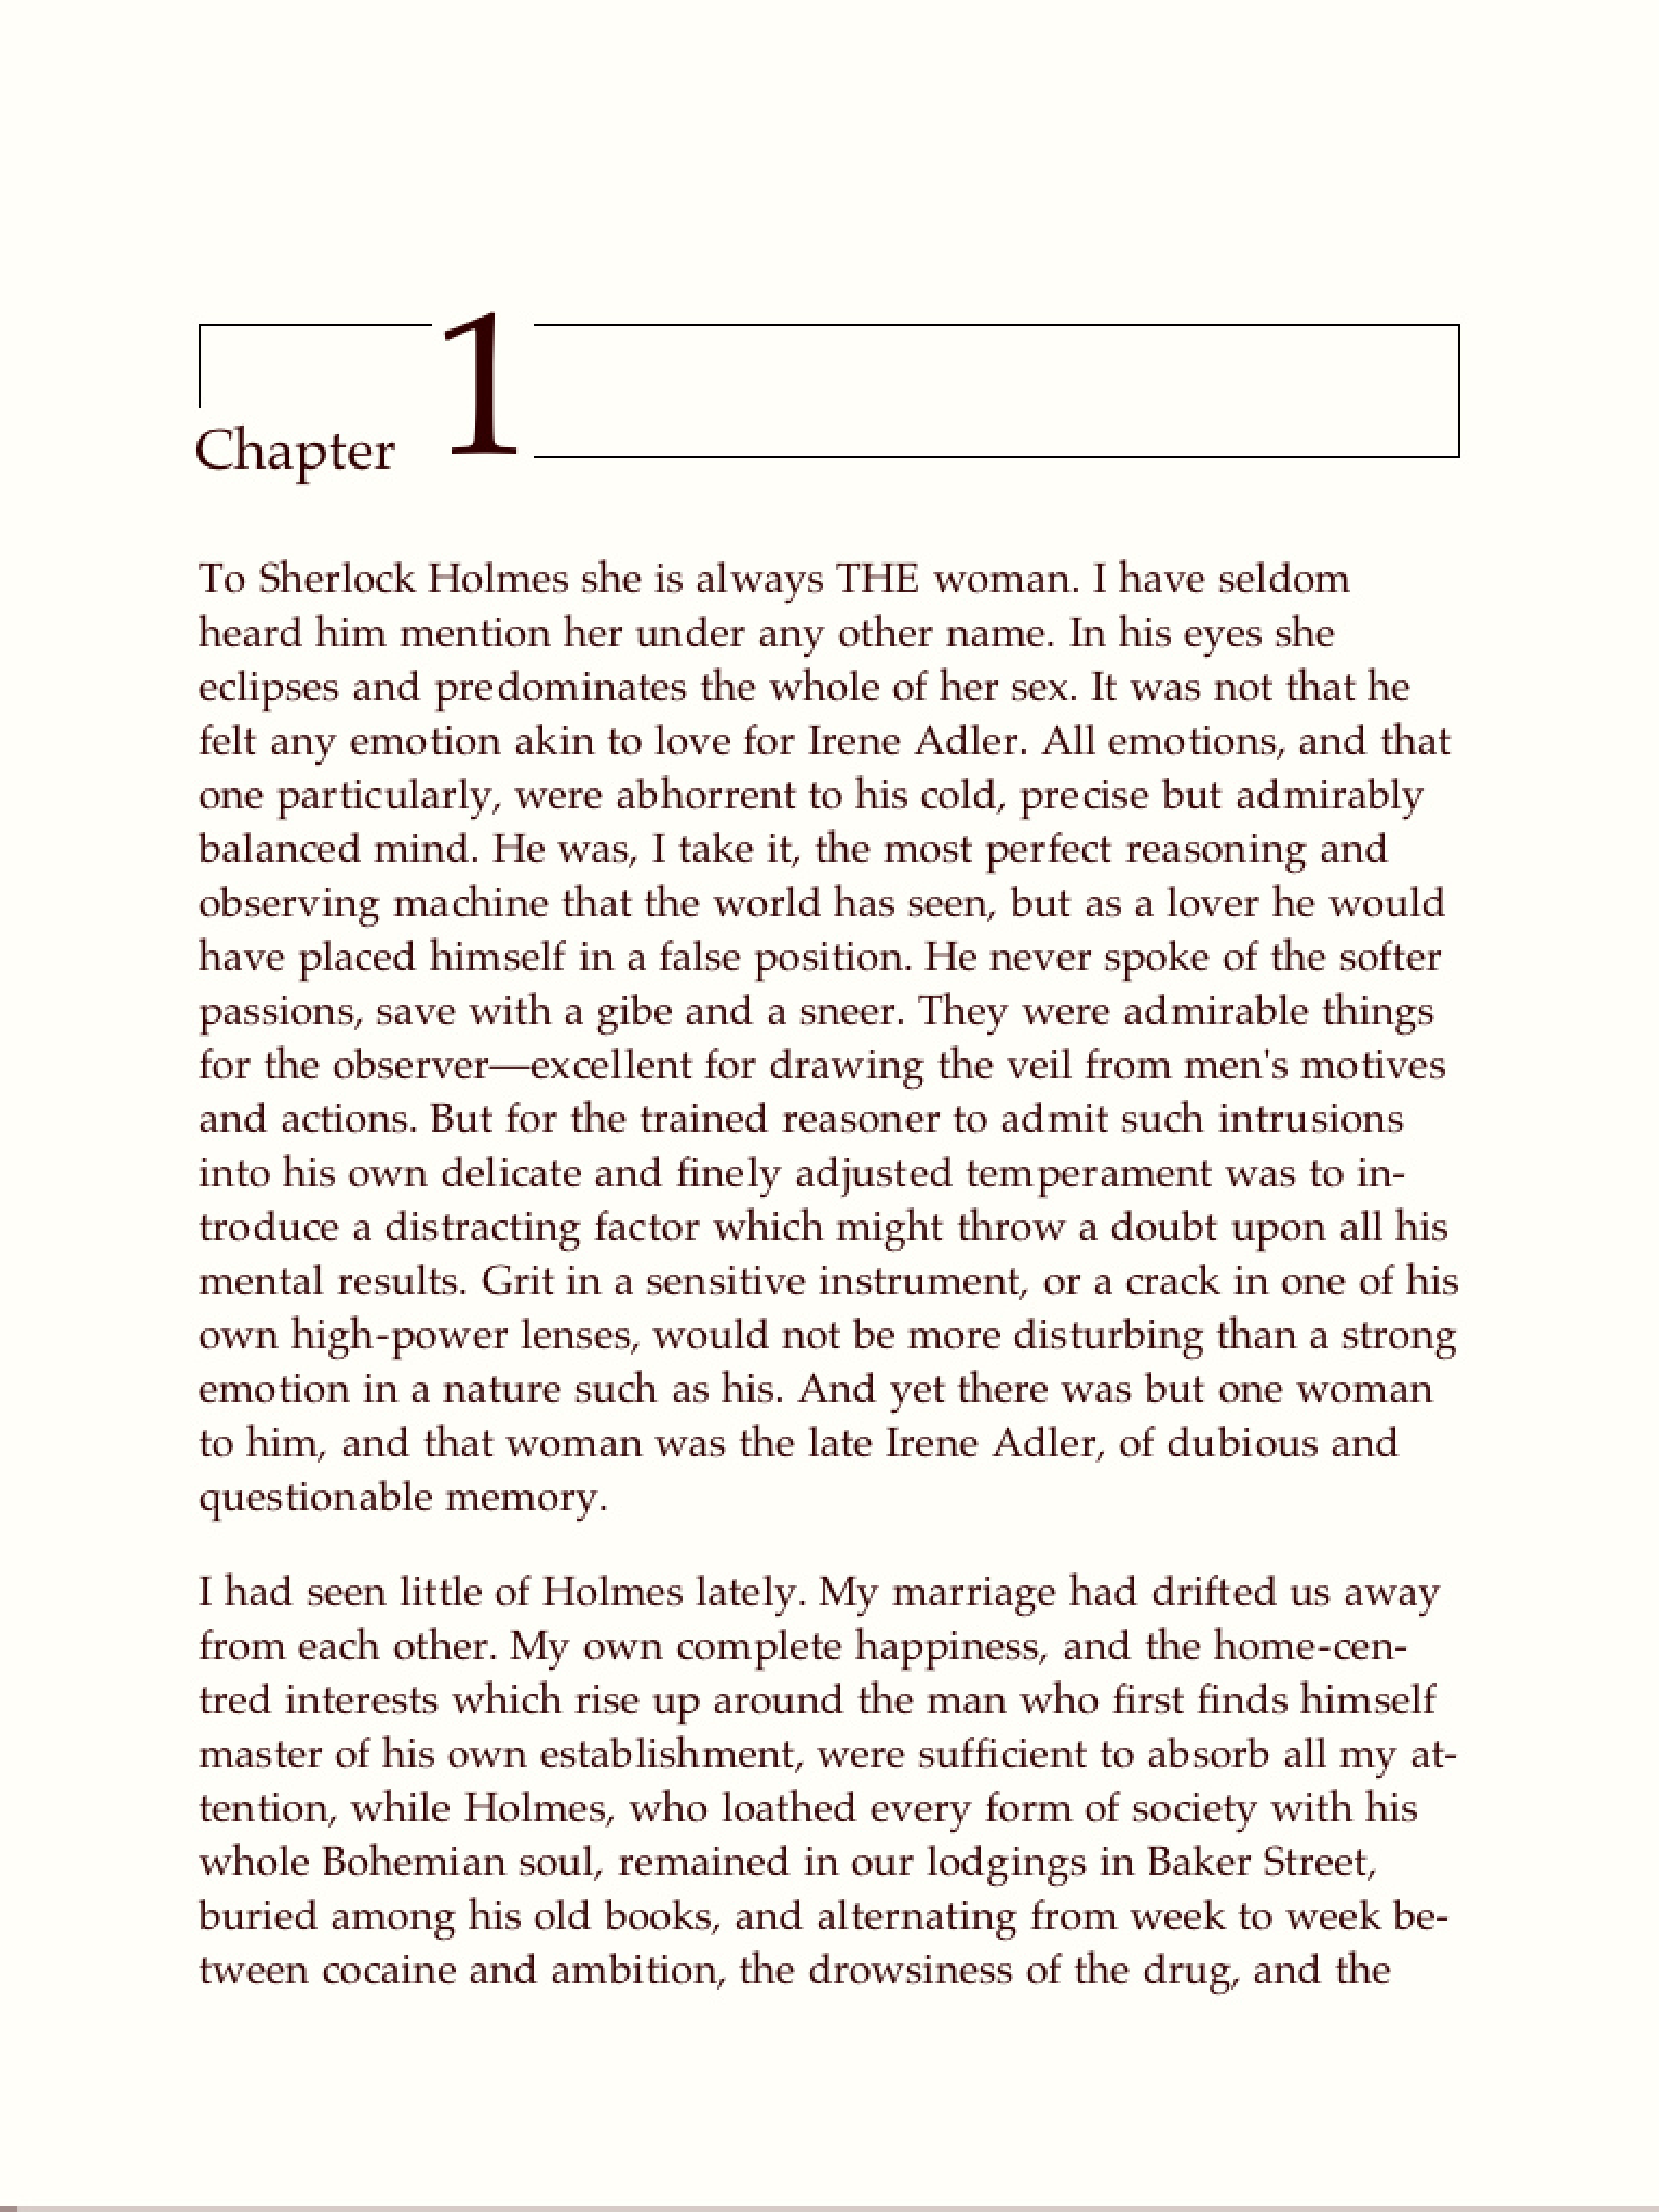 Chapter 1
To Sherlock Holmes she is always THE woman. I have seldom
heard him mention her under any other name. In his eyes she
eclipses and predominates the whole of her sex. It was not that he
felt any emotion akin to love for Irene Adler. All emotions, and that
one particularly, were abhorrent to his cold, precise but admirably
balanced mind. He was, I take it, the most perfect reasoning and
observing machine that the world has seen, but as a lover he would
have placed himself in a false position. He never spoke of the softer
passions, save with a gibe and a sneer. They were admirable things
for the observer—excellent for drawing the veil from men's motives
and actions. But for the trained reasoner to admit such intrusions
into his own delicate and finely adjusted temperament was to in-
troduce a distracting factor which might throw a doubt upon all his
mental results. Grit in a sensitive instrument, or a crack in one of his
own high-power lenses, would not be more disturbing than a strong
emotion in a nature such as his. And yet there was but one woman
to him, and that woman was the late Irene Adler, of dubious and
questionable memory.
I had seen little of Holmes lately. My marriage had drifted us away
from each other. My own complete happiness, and the home-cen-
tred interests which rise up around the man who first finds himself
master of his own establishment, were sufficient to absorb all my at-
tention, while Holmes, who loathed every form of society with his
whole Bohemian soul, remained in our lodgings in Baker Street,
buried among his old books, and alternating from week to week be-
tween cocaine and ambition, the drowsiness of the drug, and the